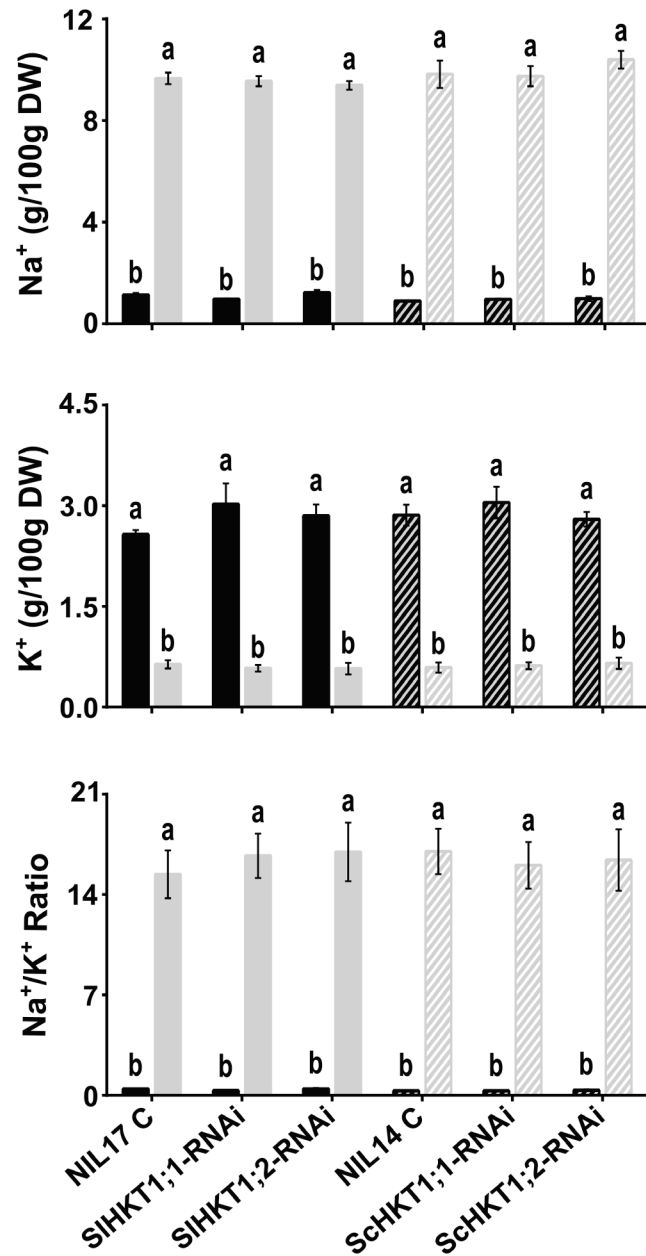 12
8
4
0
Na⁺ (g/100g DW)
b a b a b a b a b a b a
4.5
3.0
1.5
0.0
K⁺ (g/100g DW)
a b a b a b a b a b a b
21
14
7
0
Na⁺/K⁺ Ratio
b a b a b a b a b a b a
NIL17 C
SlHKT1;1-RNAi
SlHKT1;2-RNAi
NIL14 C
ScHKT1;1-RNAi
ScHKT1;2-RNAi